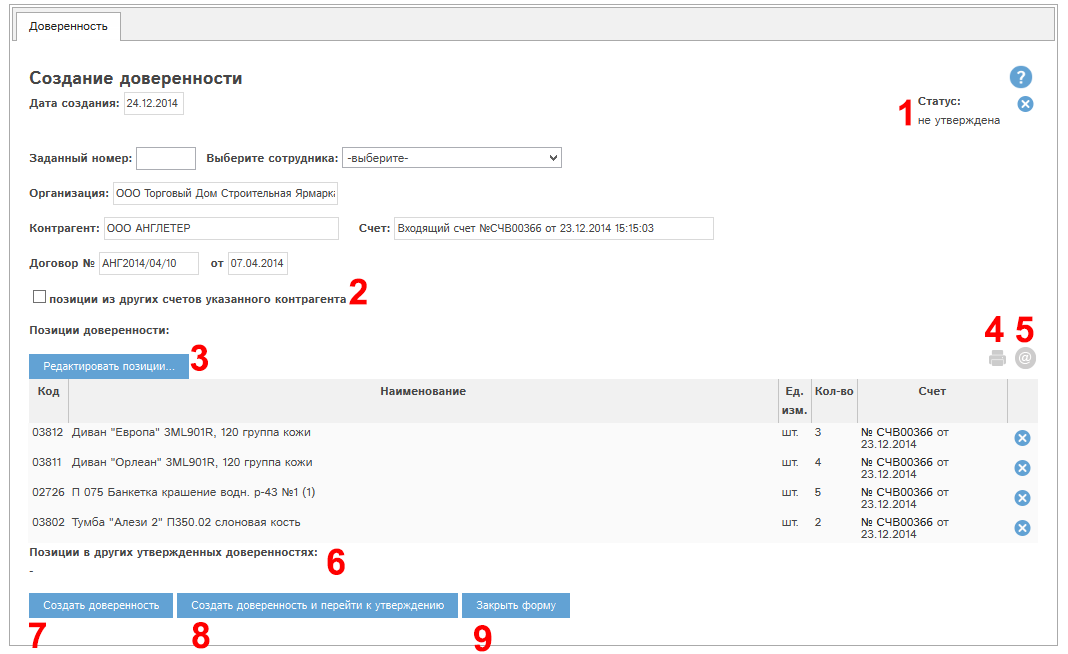 Доверенность
Создание доверенности
?
Дата создания: 24.12.2014
1 Статус:
не утверждена
Заданный номер: Выберите сотрудника: -выберите-
Организация: ООО Торговый Дом Строительная Ярмарка
Контрагент: ООО АНГЛЕТЕР Счет: Входящий счет №СЧВ00366 от 23.12.2014 15:15:03
Договор № АНГ2014/04/10 от 07.04.2014
позиции из других счетов указанного контрагента 2
Позиции доверенности:
4 5
Редактировать позиции... 3
@
Код Наименование Ед. изм. Кол-во Счет
03812 Диван "Европа" 3ML901R, 120 группа кожи шт. 3 № СЧВ00366 от 23.12.2014
03811 Диван "Орлеан" 3ML901R, 120 группа кожи шт. 4 № СЧВ00366 от 23.12.2014
02726 П 075 Банкетка крашение водн. р-43 №1 (1) шт. 5 № СЧВ00366 от 23.12.2014
03802 Тумба "Алези 2" П350.02 слоновая кость шт. 2 № СЧВ00366 от 23.12.2014
Позиции в других утвержденных доверенностях: 6
-
Создать доверенность Создать доверенность и перейти к утверждению Закрыть форму
7 8 9